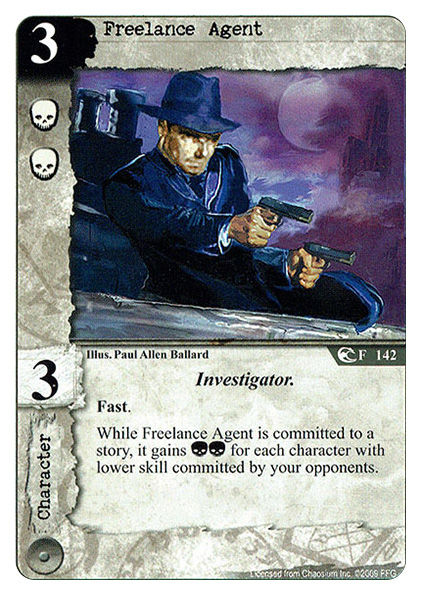 3
Freelance Agent
Illus. Paul Allen Ballard
F 142
3
Investigator.
Fast.
While Freelance Agent is committed to a
story, it gains for each character with
lower skill committed by your opponents.
Character
Licensed from Chaosium Inc. ©2009 FFG